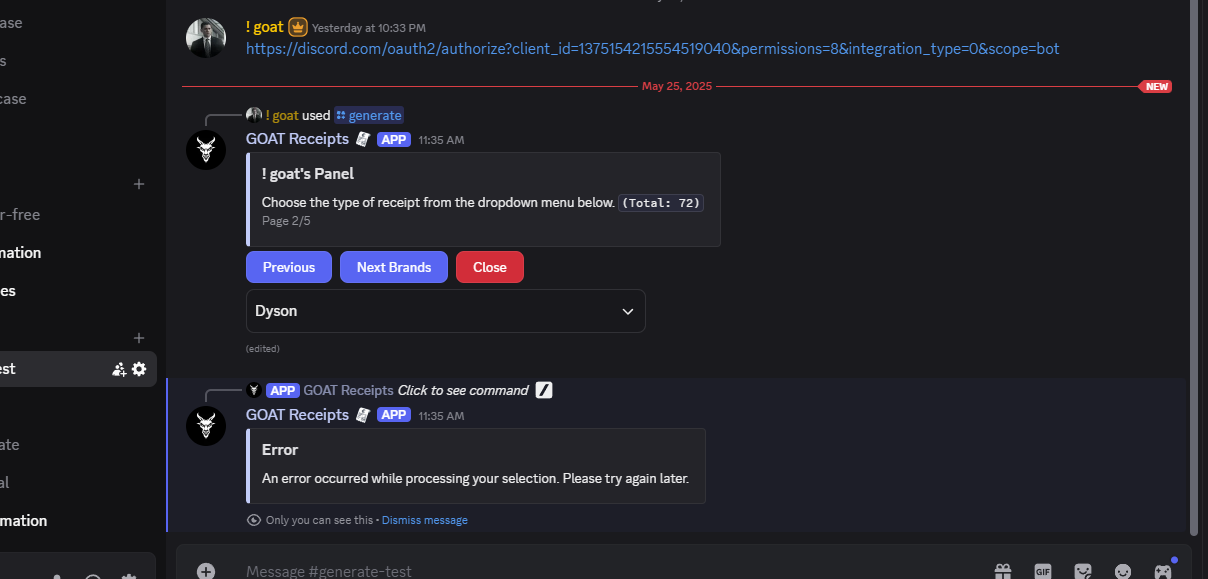 ase
s
case
r-free
mation
es
est
ate
al
mation
! goat Yesterday at 10:33 PM
https://discord.com/oauth2/authorize?client_id=1375154215554519040&permissions=8&integration_type=0&scope=bot
May 25, 2025 NEW
! goat used generate
GOAT Receipts APP 11:35 AM
! goat's Panel
Choose the type of receipt from the dropdown menu below. (Total: 72)
Page 2/5
Previous Next Brands Close
Dyson
(edited)
APP GOAT Receipts Click to see command
GOAT Receipts APP 11:35 AM
Error
An error occurred while processing your selection. Please try again later.
Only you can see this • Dismiss message
Message #generate-test
GIF